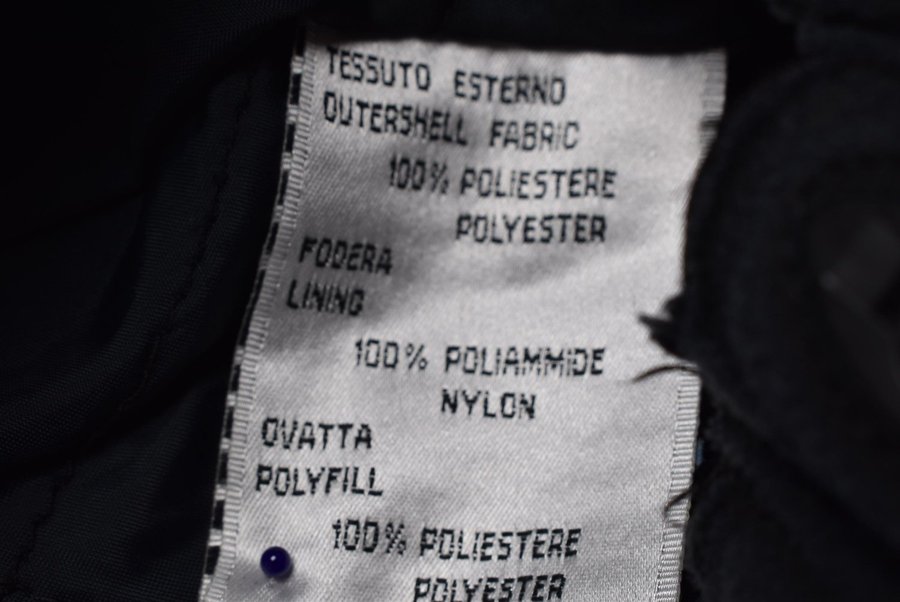 TESSUTO ESTERNO
OUTERSHELL FABRIC
100% POLIESTERE
POLYESTER
FODERA
LINING
100% POLIAMMIDE
NYLON
OVATTA
POLYFILL
100% POLIESTERE
POLYESTER